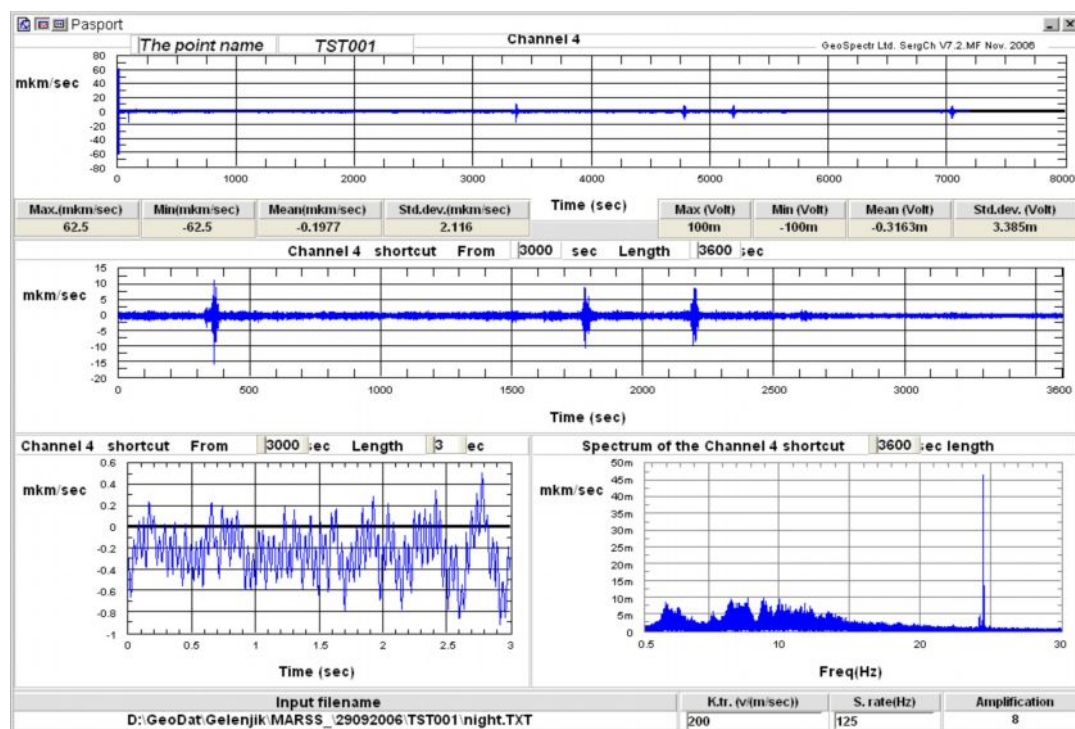 Pasport
The point name TST001 Channel 4 GeoSpectr Ltd. SergCh V7.2.MF Nov. 2006
mkm/sec
80
60
40
20
0
-20
-40
-60
-80
0 1000 2000 3000 4000 5000 6000 7000 8000
Time (sec)
Max.(mkm/sec) Min(mkm/sec) Mean(mkm/sec) Std.dev.(mkm/sec) Max (Volt) Min (Volt) Mean (Volt) Std.dev. (Volt)
62.5 -62.5 -0.1977 2.116 100m -100m -0.3163m 3.385m
Channel 4 shortcut From 3000 sec Length 3600 sec
mkm/sec
15
10
5
0
-5
-10
-15
-20
0 500 1000 1500 2000 2500 3000 3600
Time (sec)
Channel 4 shortcut From 3000 sec Length 3 ec
mkm/sec
0.6
0.4
0.2
0
-0.2
-0.4
-0.6
-0.8
-1
0 0.5 1 1.5 2 2.5 3
Time (sec)
Spectrum of the Channel 4 shortcut 3600 sec length
mkm/sec
50m
45m
40m
35m
30m
25m
20m
15m
10m
5m
0
0.5 10 20 30
Freq(Hz)
Input filename K.tr. (v/(m/sec)) S. rate(Hz) Amplification
D:\GeoDat\Gelenjik\MARSS_\29092006\TST001\night.TXT 200 125 8